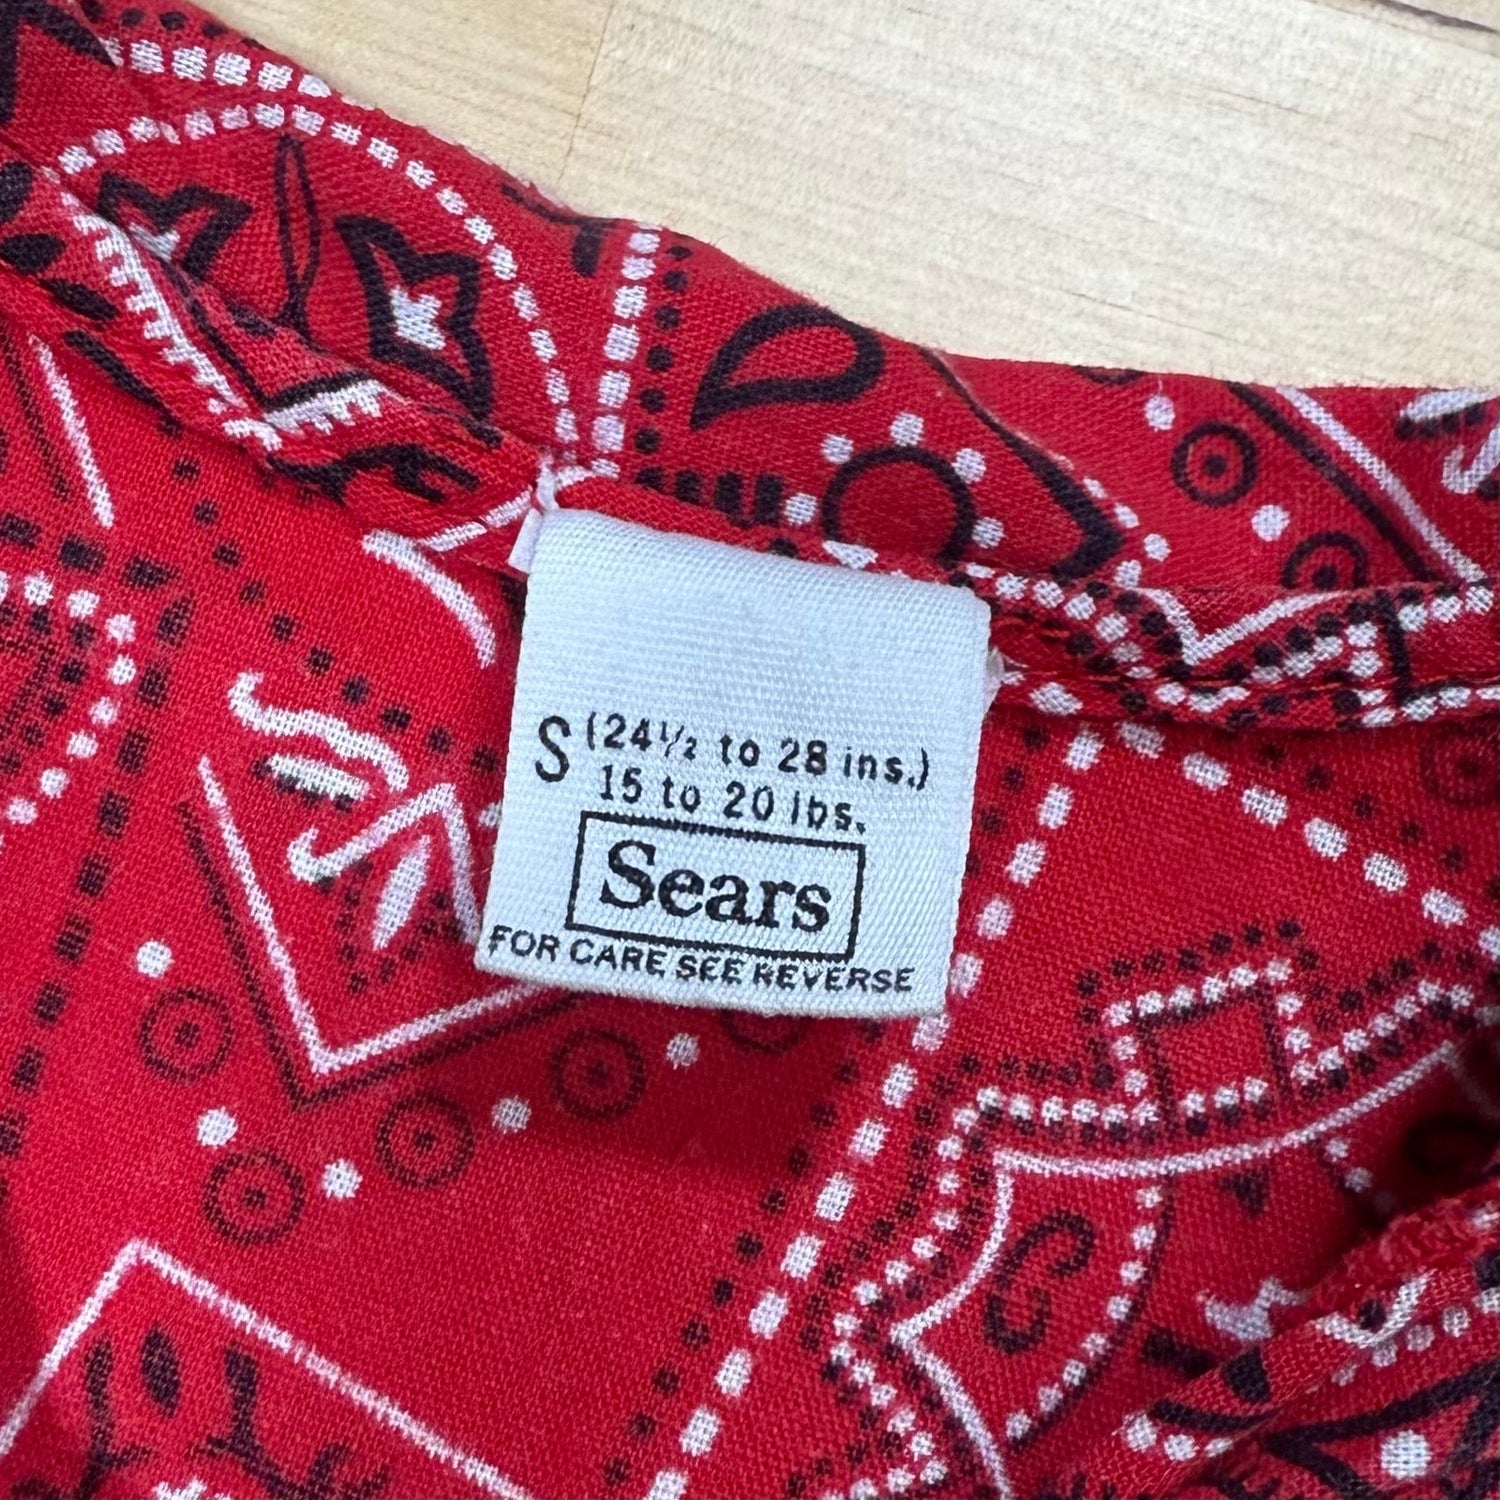 S (24½ to 28 ins.)
15 to 20 lbs.
Sears
FOR CARE SEE REVERSE